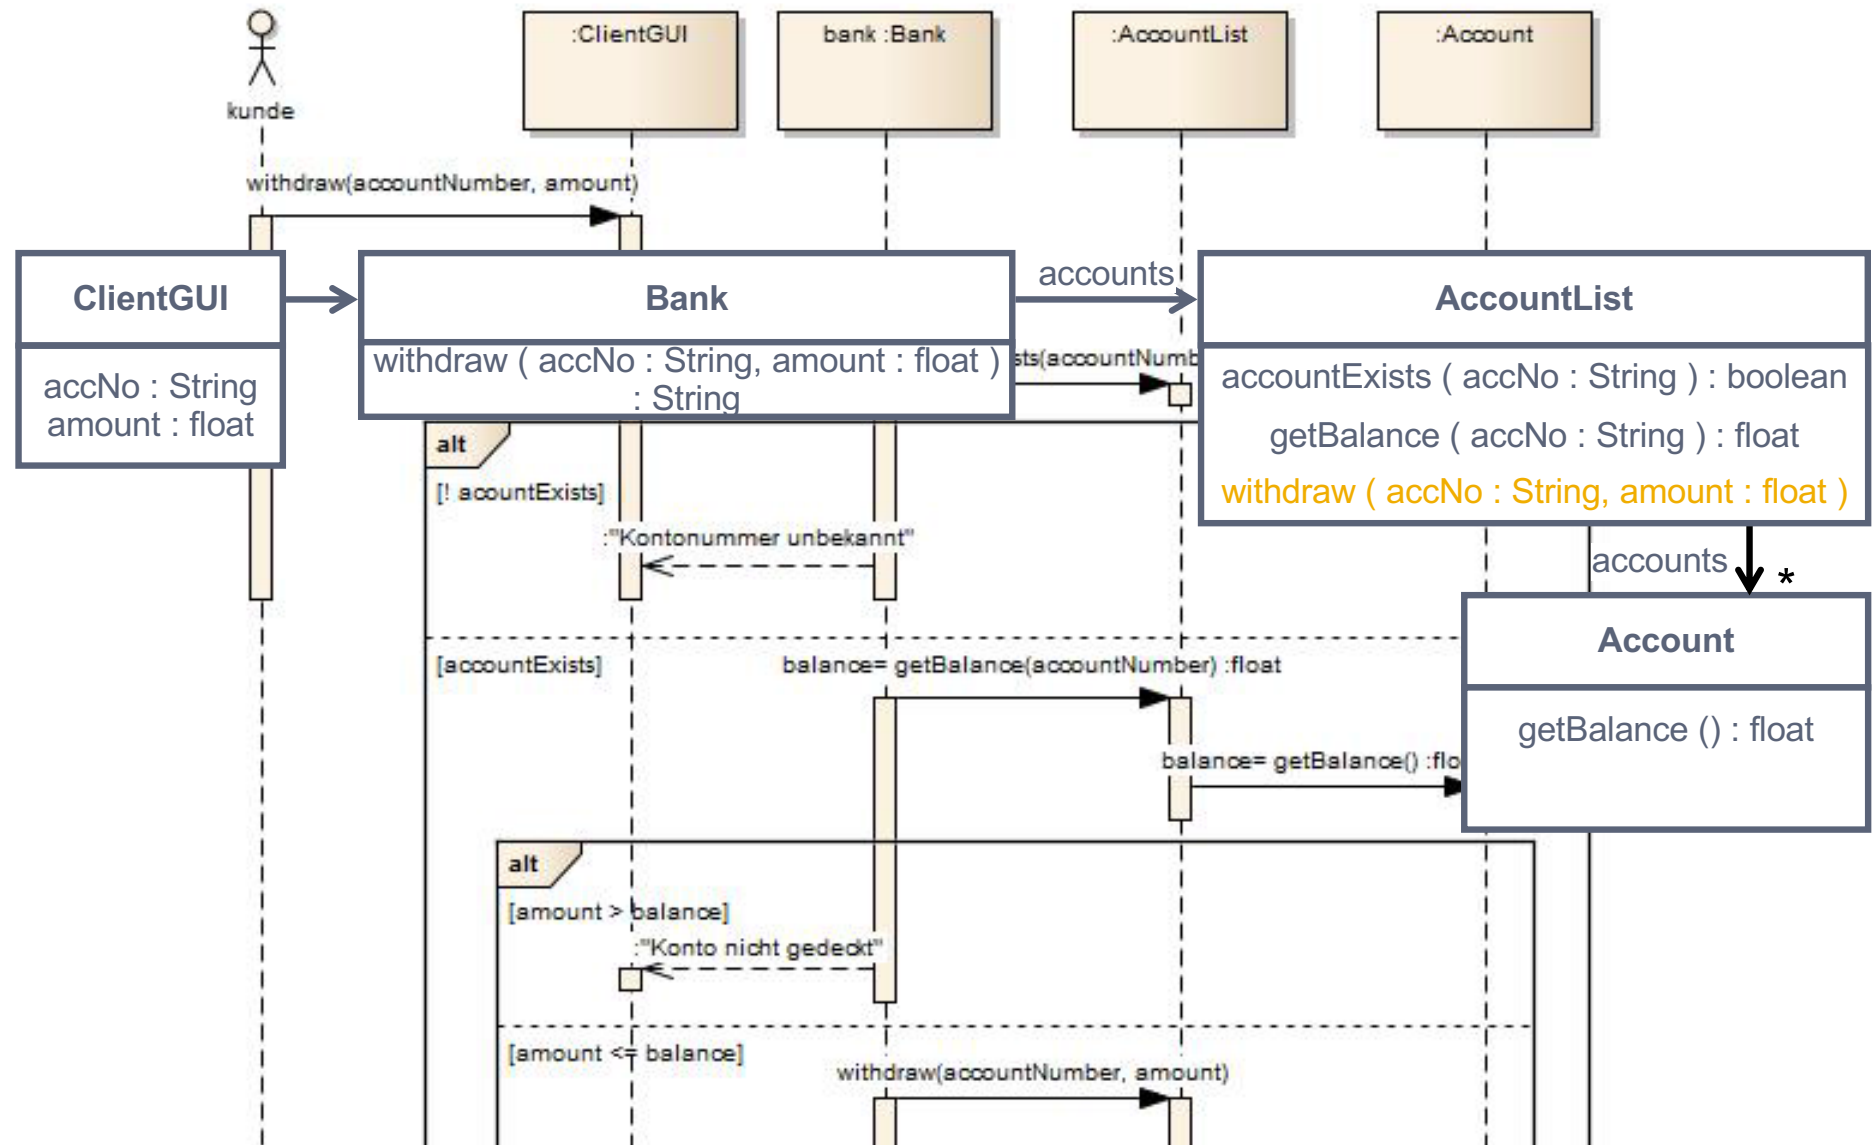 :ClientGUI
bank :Bank
:AccountList
:Account
kunde
withdraw(accountNumber, amount)
ClientGUI
Bank
accounts
AccountList
accNo : String
amount : float
withdraw ( accNo : String, amount : float )
: String
sts(accountNumb
accountExists ( accNo : String ) : boolean
getBalance ( accNo : String ) : float
withdraw ( accNo : String, amount : float )
alt
[! acountExists]
:"Kontonummer unbekannt"
accounts
*
Account
getBalance () : float
[accountExists]
balance= getBalance(accountNumber) :float
balance= getBalance() :flo
alt
[amount > balance]
:"Konto nicht gedeckt"
[amount <= balance]
withdraw(accountNumber, amount)